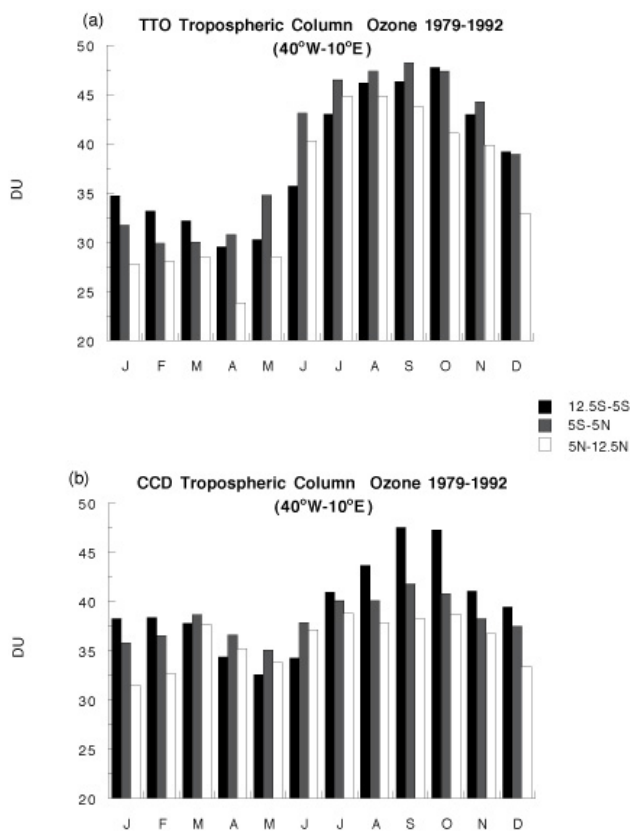 (a)
TTO Tropospheric Column Ozone 1979-1992
(40°W-10°E)
50
45
40
35
30
25
20
DU
J F M A M J J A S O N D
12.5S-5S
5S-5N
5N-12.5N
(b)
CCD Tropospheric Column Ozone 1979-1992
(40°W-10°E)
50
45
40
35
30
25
20
DU
J F M A M J J A S O N D